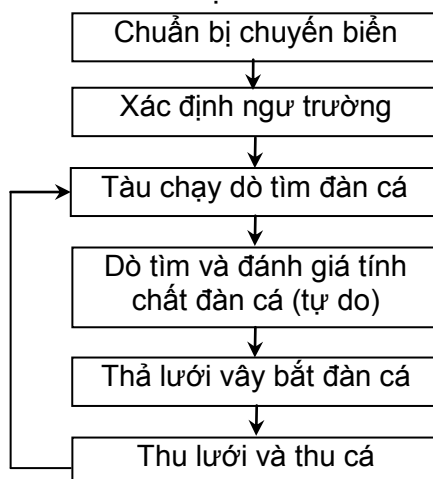 Chuẩn bị chuyến biển
Xác định ngư trường
Tàu chạy dò tìm đàn cá
Dò tìm và đánh giá tính
chất đàn cá (tự do)
Thả lưới vây bắt đàn cá
Thu lưới và thu cá